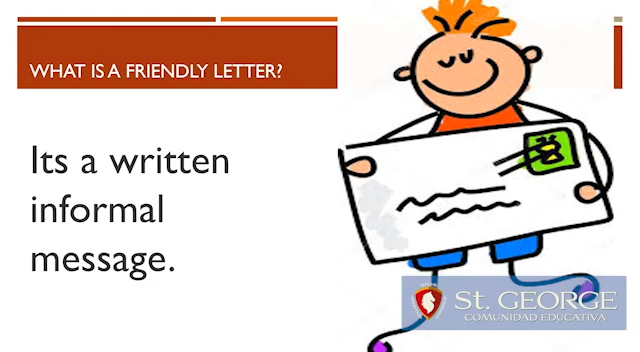 WHAT IS A FRIENDLY LETTER?
Its a written
informal
message.
ST. GEORGE
COMUNIDAD EDUCATIVA